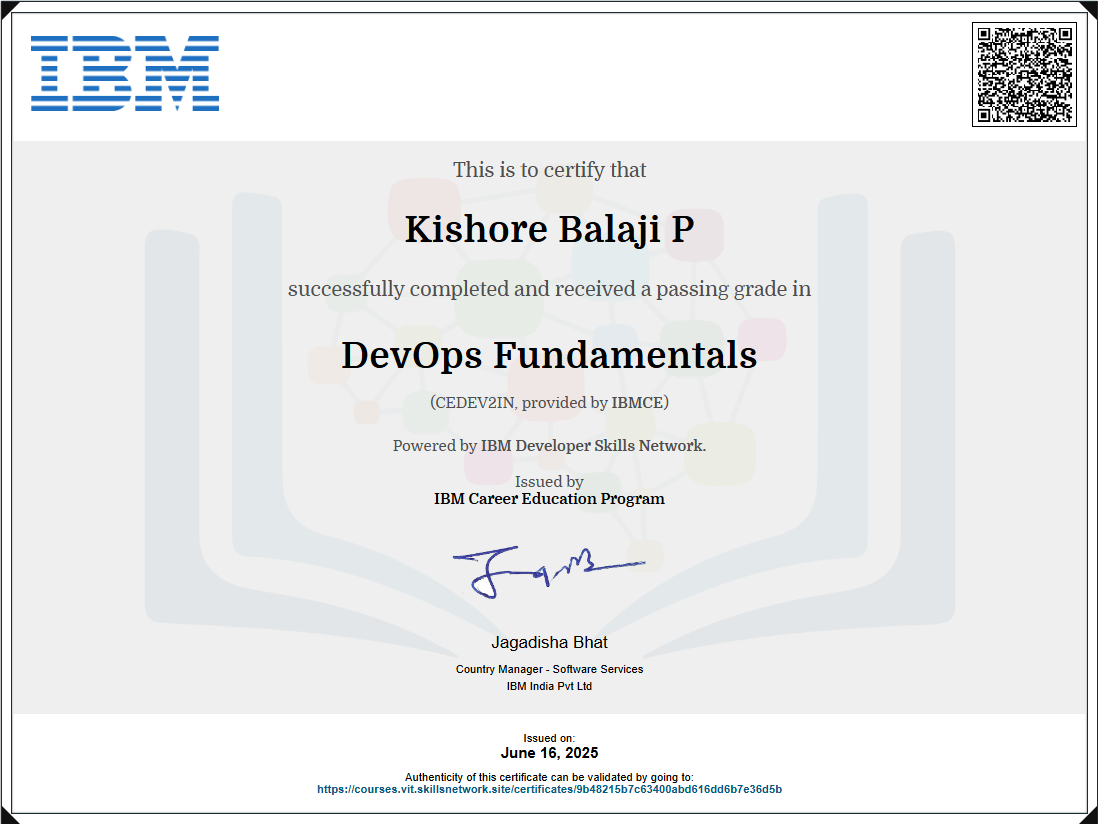 IBM
This is to certify that
Kishore Balaji P
successfully completed and received a passing grade in
DevOps Fundamentals
(CEDEV2IN, provided by IBMCE)
Powered by IBM Developer Skills Network.
Issued by
IBM Career Education Program
Jagadisha Bhat
Country Manager - Software Services
IBM India Pvt Ltd
Issued on:
June 16, 2025
Authenticity of this certificate can be validated by going to:
https://courses.vit.skillsnetwork.site/certificates/9b48215b7c63400abd616dd6b7e36d5b